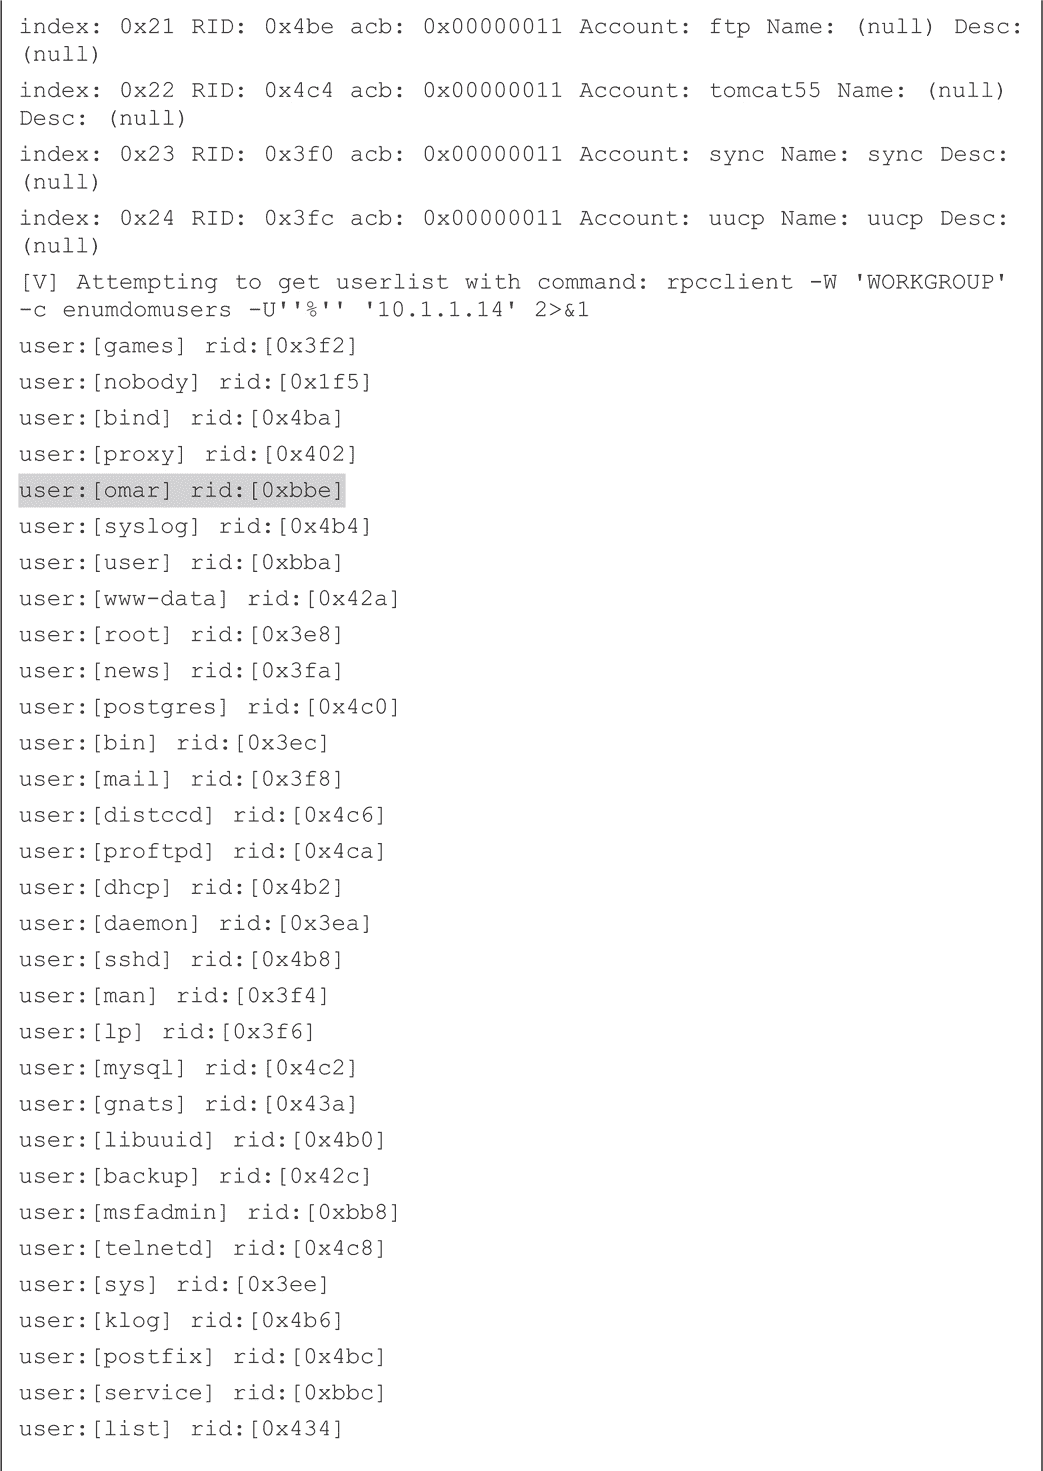 index: 0x21 RID: 0x4be acb: 0x00000011 Account: ftp Name: (null) Desc:
(null)
index: 0x22 RID: 0x4c4 acb: 0x00000011 Account: tomcat55 Name: (null)
Desc: (null)
index: 0x23 RID: 0x3f0 acb: 0x00000011 Account: sync Name: sync Desc:
(null)
index: 0x24 RID: 0x3fc acb: 0x00000011 Account: uucp Name: uucp Desc:
(null)
[V] Attempting to get userlist with command: rpcclient -W 'WORKGROUP'
-c enumdomusers -U''%'' '10.1.1.14' 2>&1
user:[games] rid:[0x3f2]
user:[nobody] rid:[0x1f5]
user:[bind] rid:[0x4ba]
user:[proxy] rid:[0x402]
user:[omar] rid:[0xbbe]
user:[syslog] rid:[0x4b4]
user:[user] rid:[0xbba]
user:[www-data] rid:[0x42a]
user:[root] rid:[0x3e8]
user:[news] rid:[0x3fa]
user:[postgres] rid:[0x4c0]
user:[bin] rid:[0x3ec]
user:[mail] rid:[0x3f8]
user:[distccd] rid:[0x4c6]
user:[proftpd] rid:[0x4ca]
user:[dhcp] rid:[0x4b2]
user:[daemon] rid:[0x3ea]
user:[sshd] rid:[0x4b8]
user:[man] rid:[0x3f4]
user:[lp] rid:[0x3f6]
user:[mysql] rid:[0x4c2]
user:[gnats] rid:[0x43a]
user:[libuuid] rid:[0x4b0]
user:[backup] rid:[0x42c]
user:[msfadmin] rid:[0xbb8]
user:[telnetd] rid:[0x4c8]
user:[sys] rid:[0x3ee]
user:[klog] rid:[0x4b6]
user:[postfix] rid:[0x4bc]
user:[service] rid:[0xbbc]
user:[list] rid:[0x434]